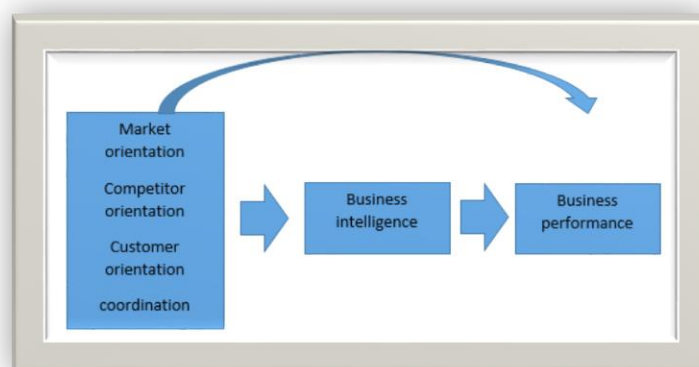 Market
orientation
Competitor
orientation
Customer
orientation
coordination
Business
intelligence
Business
performance